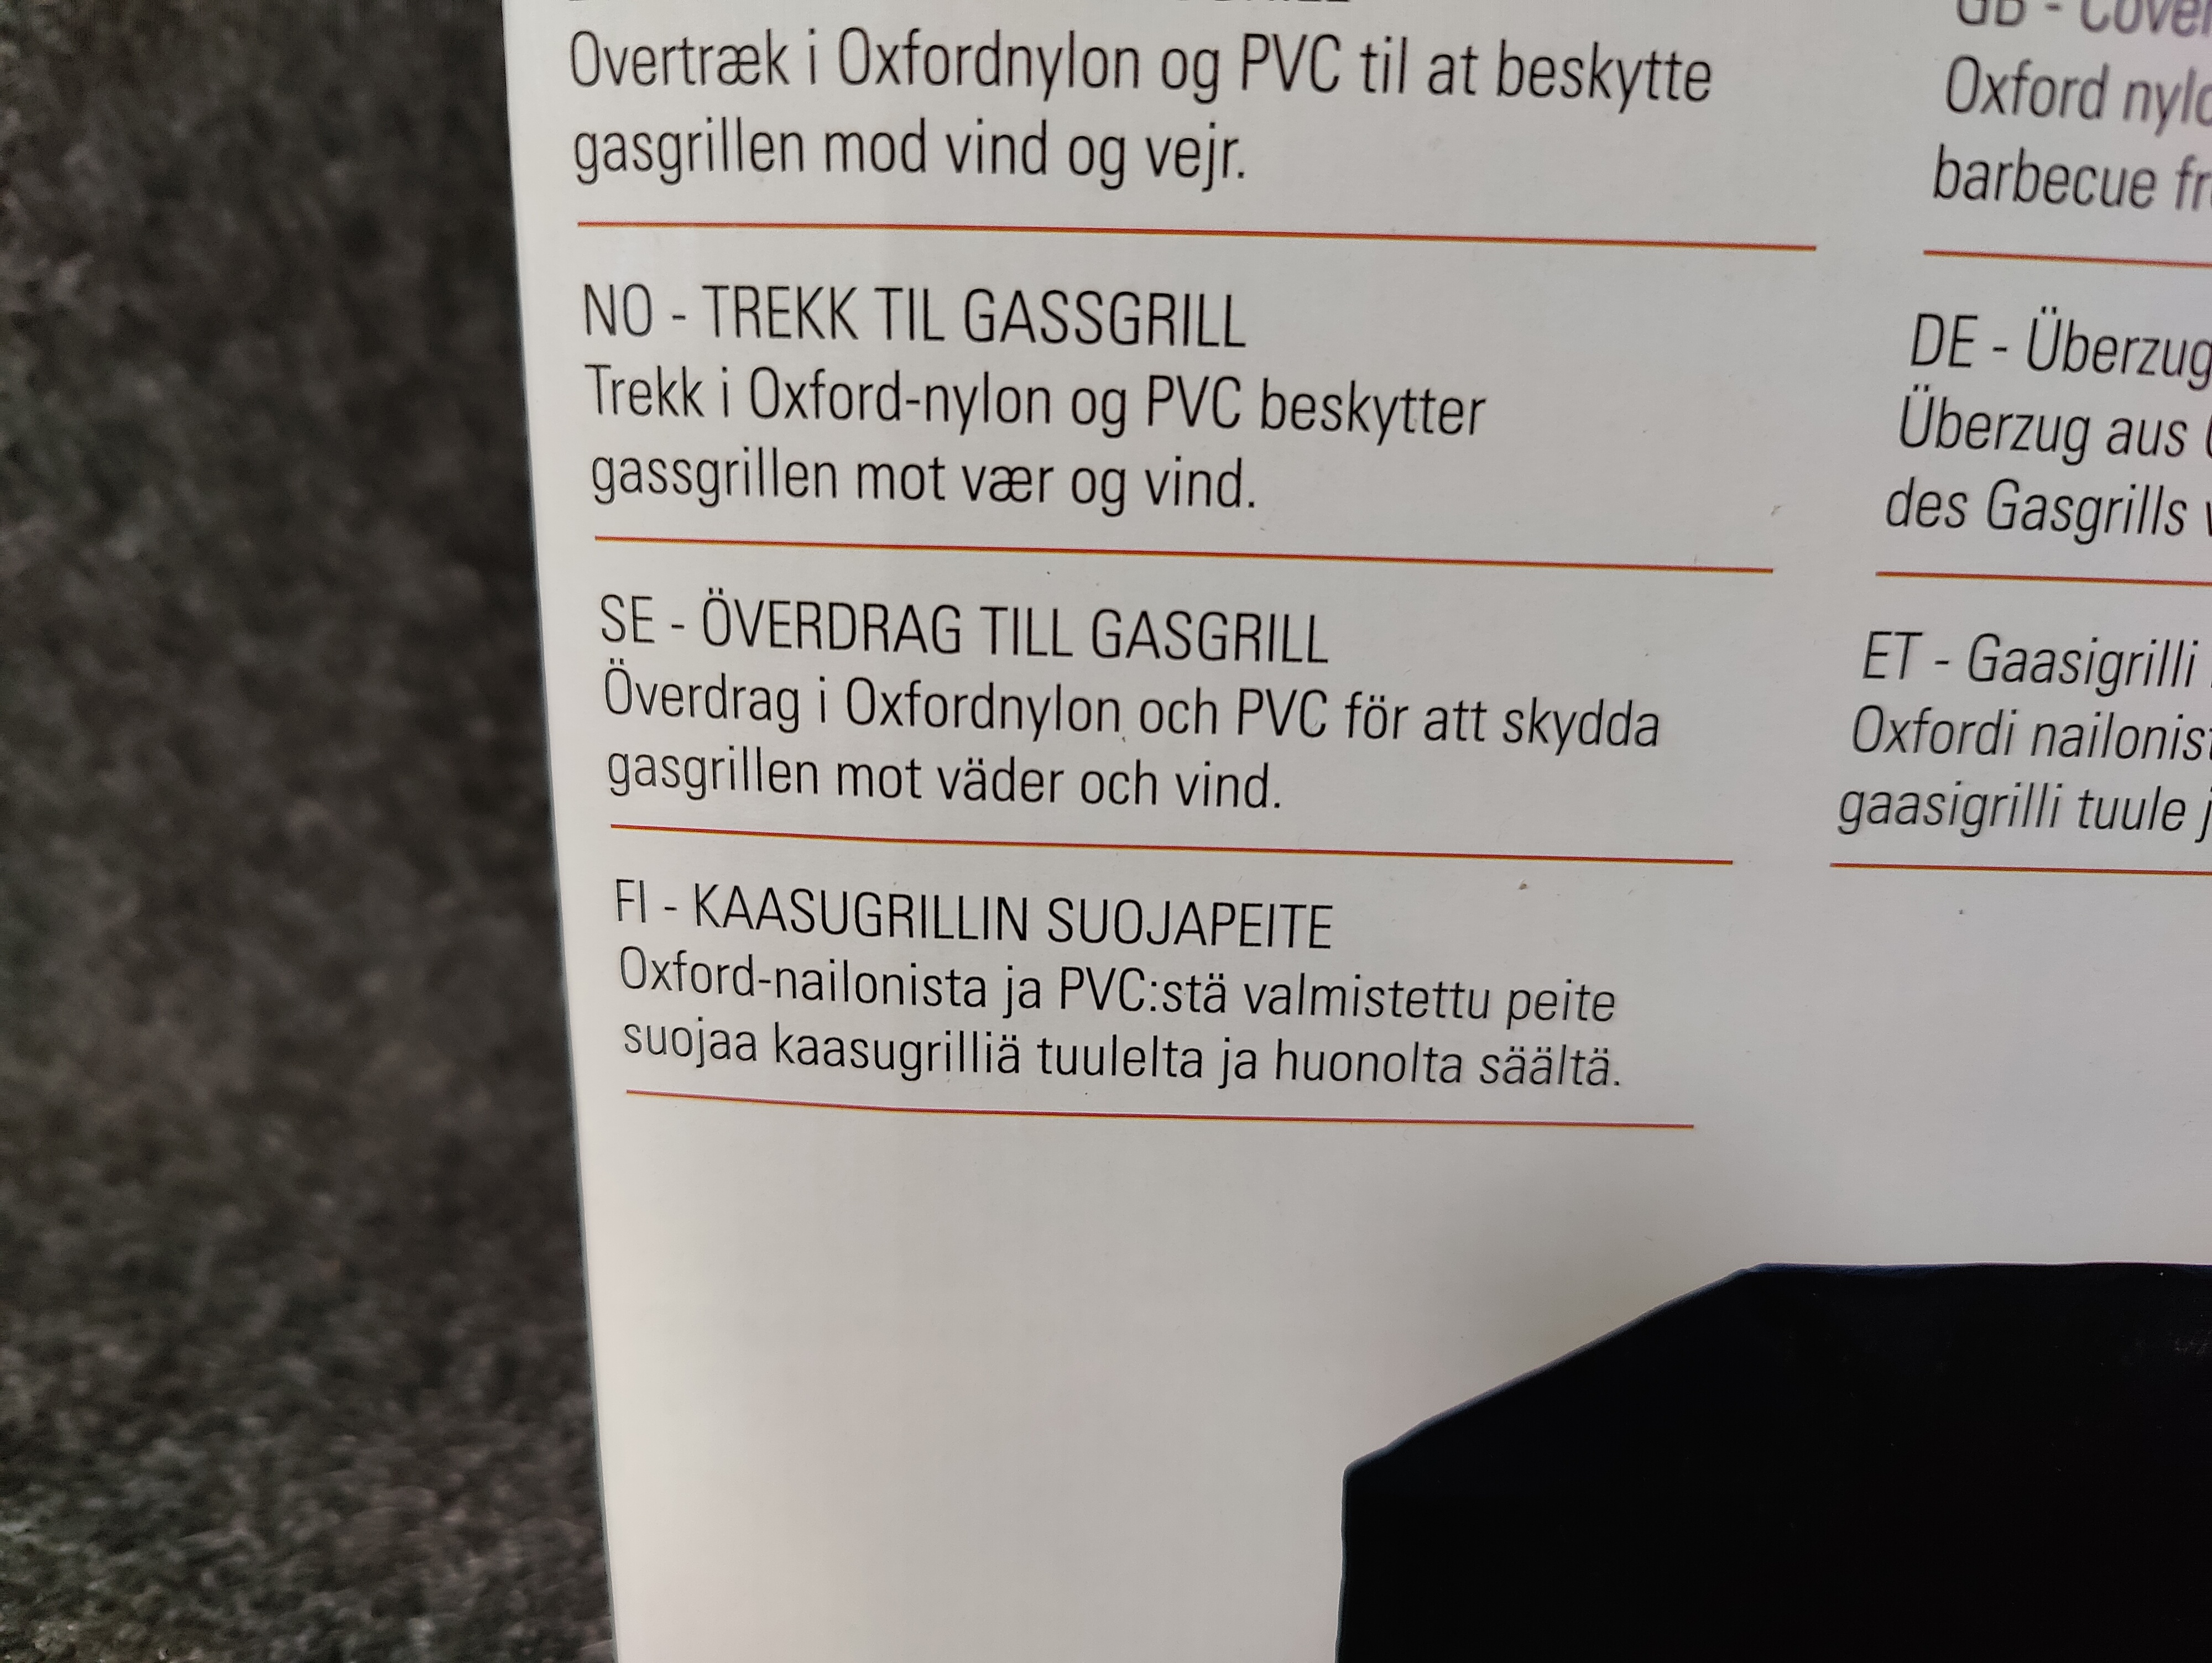 Overtræk i Oxfordnylon og PVC til at beskytte
gasgrillen mod vind og vejr.
NO - TREKK TIL GASSGRILL
Trekk i Oxford-nylon og PVC beskytter
gassgrillen mot vær og vind.
SE - ÖVERDRAG TILL GASGRILL
Överdrag i Oxfordnylon och PVC för att skydda
gasgrillen mot väder och vind.
FI - KAASUGRILLIN SUOJAPEITE
Oxford-nailonista ja PVC:stä valmistettu peite
suojaa kaasugrilliä tuulelta ja huonolta säältä.
GB - Cover
Oxford
barbecue
DE - Überzug
Überzug aus
des Gasgrills
ET - Gaasigrilli
Oxfordi
gaasigrilli tuule